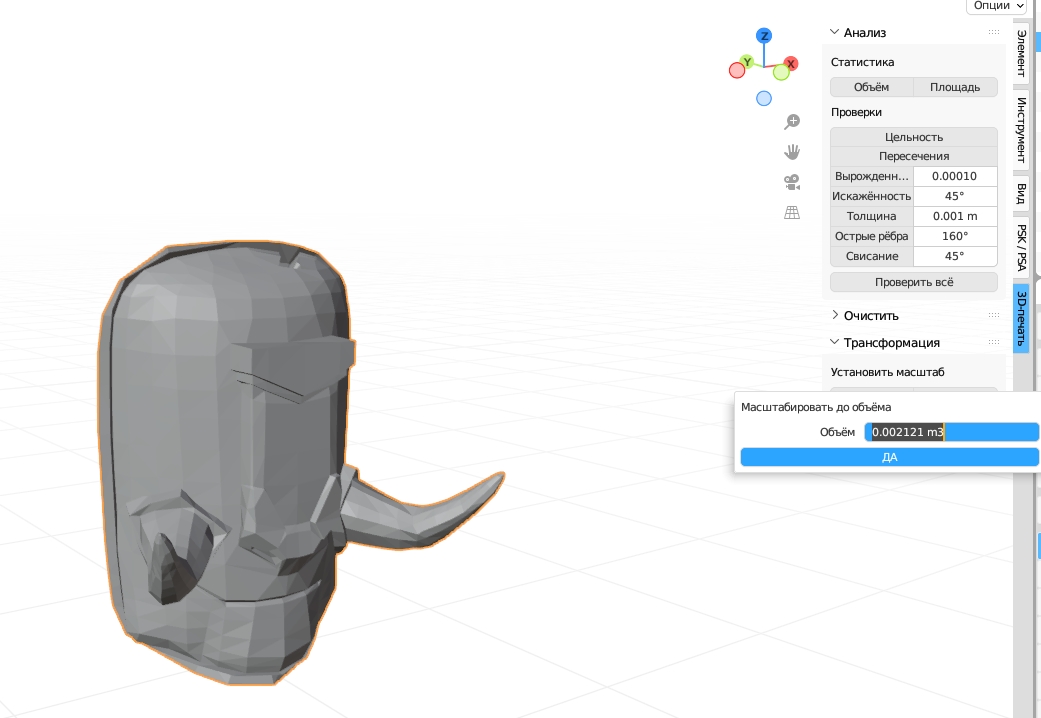 Опции
Z
Y
X
Анализ
Статистика
Объём Площадь
Проверки
Цельность
Пересечения
Вырожденн... 0.00010
Искажённость 45°
Толщина 0.001 m
Острые рёбра 160°
Свисание 45°
Проверить всё
Очистить
Трансформация
Установить масштаб
Масштабировать до объёма
Объём 0.002121 m3
ДА
Элемент
Инструмент
Вид
PSK / PSA
3D-печать